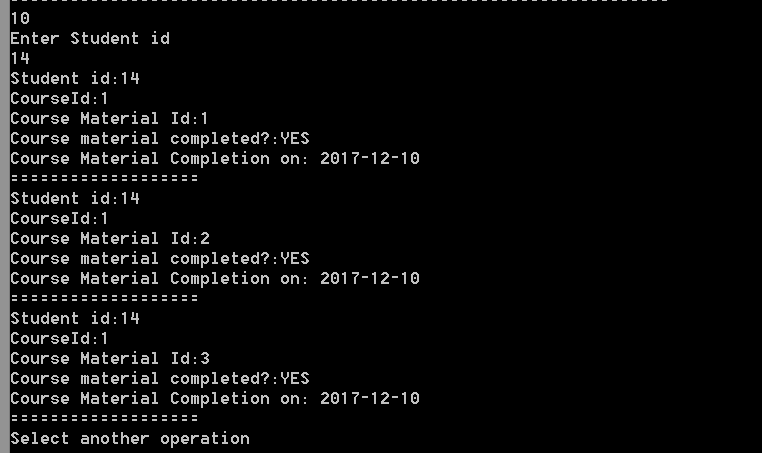 10
Enter Student id
14
Student id:14
CourseId:1
Course Material Id:1
Course material completed?:YES
Course Material Completion on: 2017-12-10
===================
Student id:14
CourseId:1
Course Material Id:2
Course material completed?:YES
Course Material Completion on: 2017-12-10
===================
Student id:14
CourseId:1
Course Material Id:3
Course material completed?:YES
Course Material Completion on: 2017-12-10
===================
Select another operation